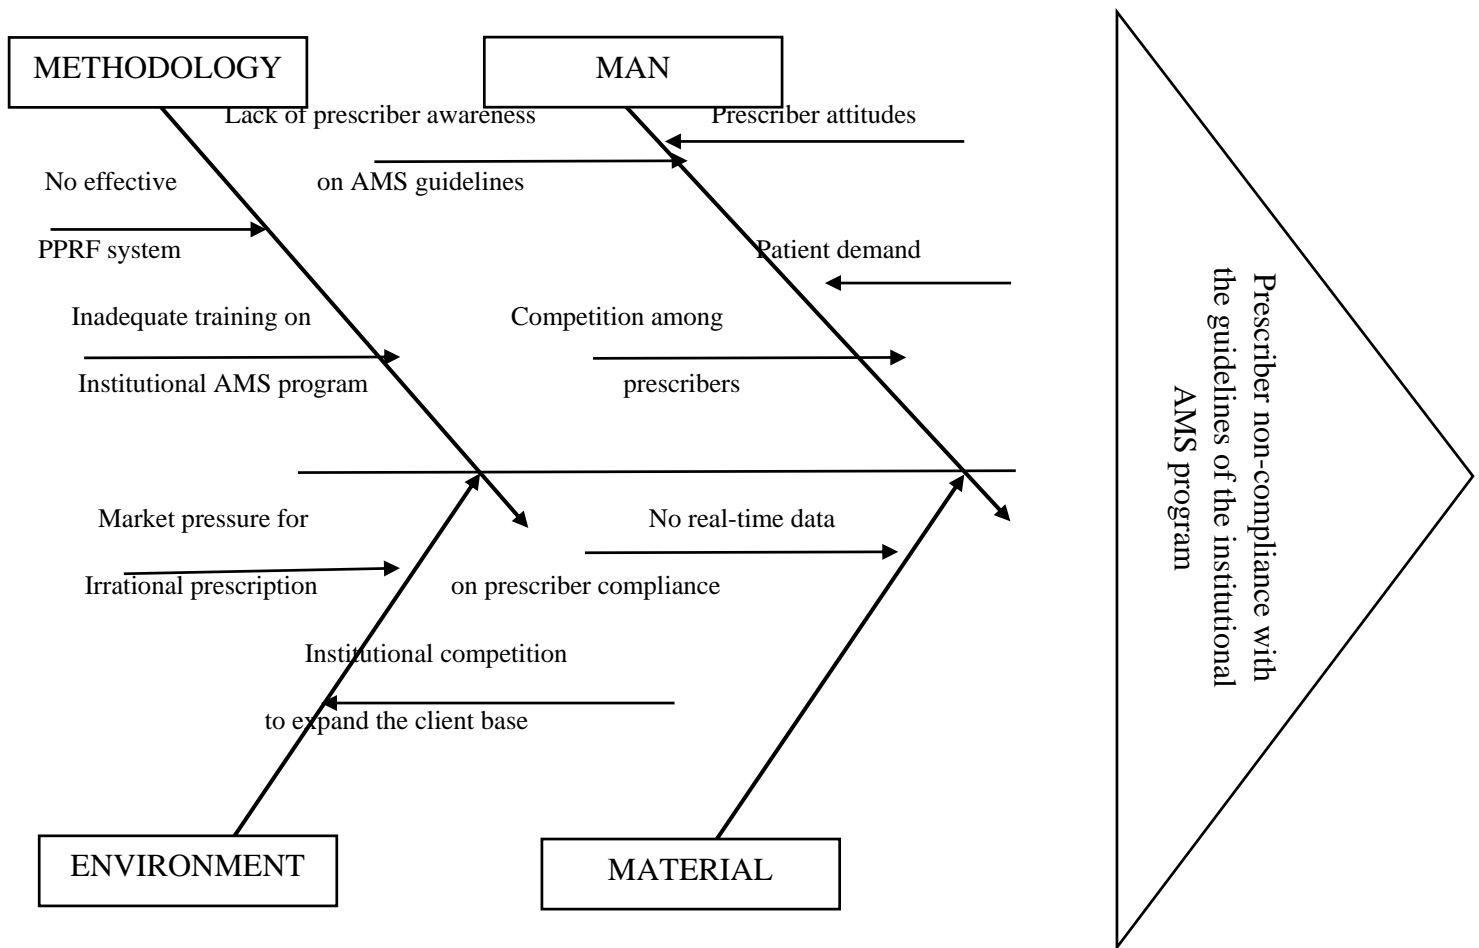 METHODOLOGY
MAN
Lack of prescriber awareness
on AMS guidelines
Prescriber attitudes
No effective
PPRF system
Patient demand
Inadequate training on
Institutional AMS program
Competition among
prescribers
Market pressure for
Irrational prescription
No real-time data
on prescriber compliance
Institutional competition
to expand the client base
ENVIRONMENT
MATERIAL
Prescriber non-compliance with
the guidelines of the institutional
AMS program